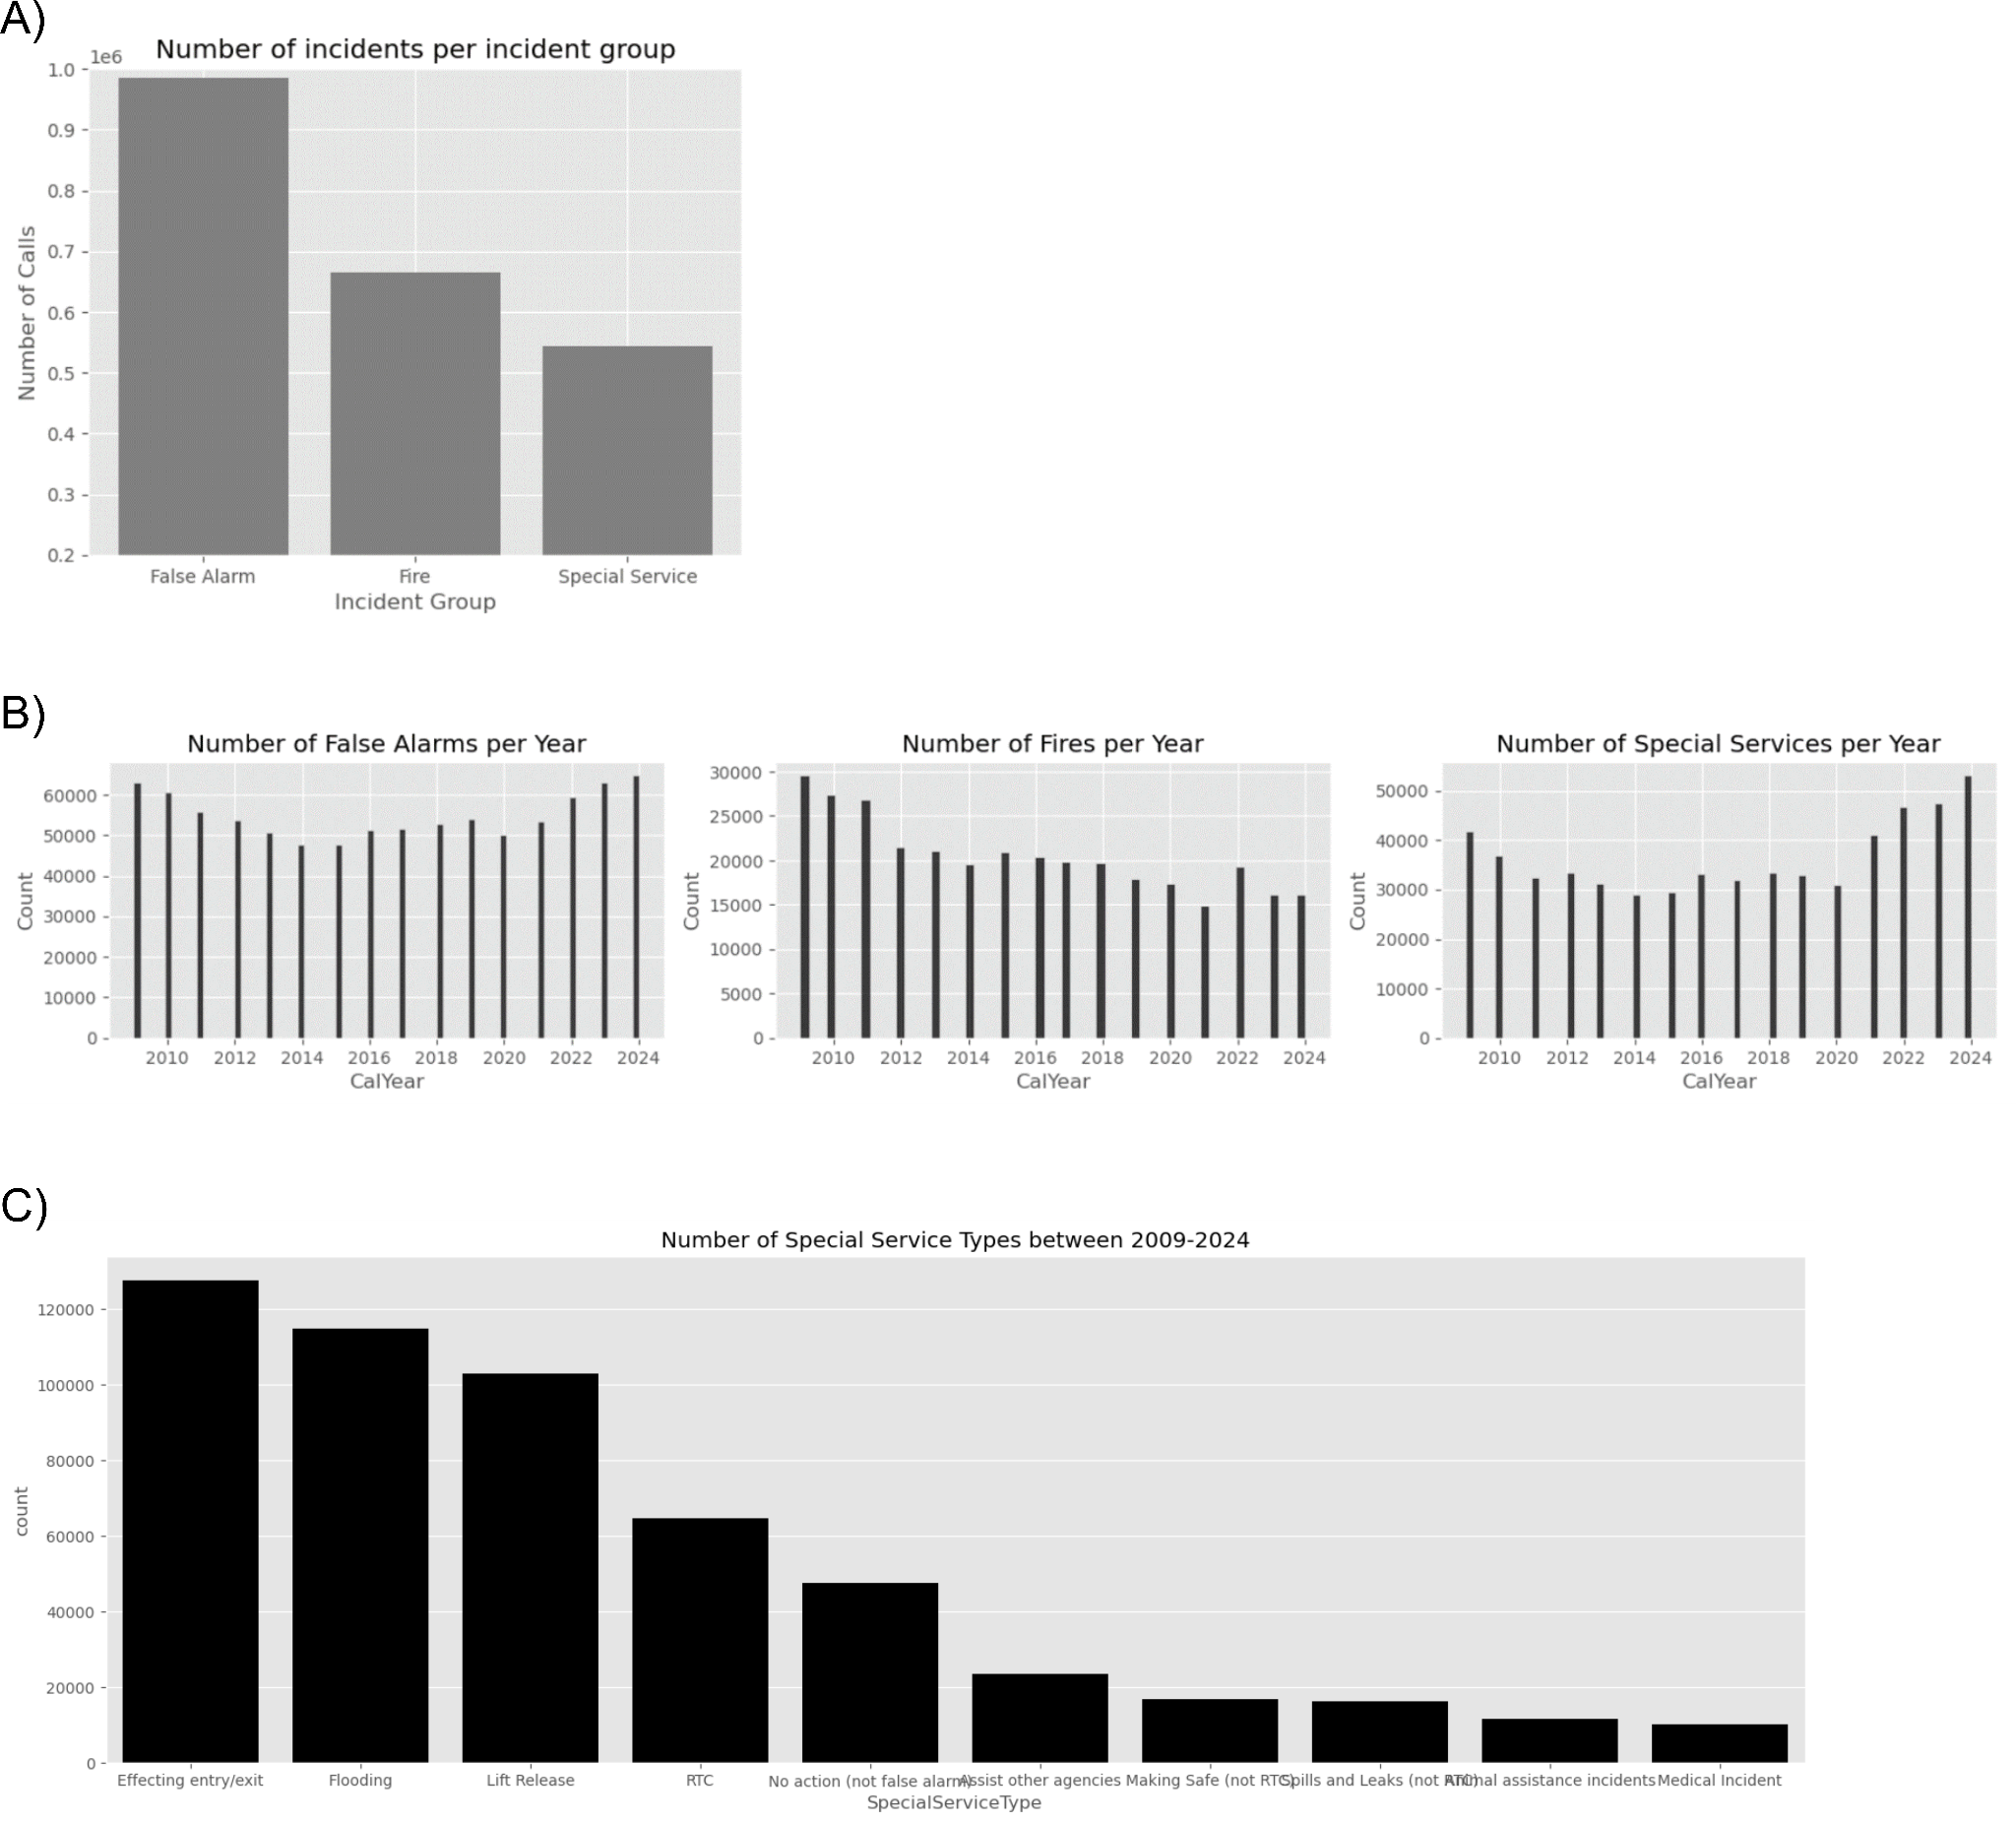 A)
Number of incidents per incident group
1e6
1.0
0.9
0.8
0.7
0.6
0.5
0.4
0.3
0.2
Number of Calls
False Alarm Fire Special Service
Incident Group
B)
Number of False Alarms per Year
60000
50000
40000
30000
20000
10000
0
Count
2010 2012 2014 2016 2018 2020 2022 2024
CalYear
Number of Fires per Year
30000
25000
20000
15000
10000
5000
0
Count
2010 2012 2014 2016 2018 2020 2022 2024
CalYear
Number of Special Services per Year
50000
40000
30000
20000
10000
0
Count
2010 2012 2014 2016 2018 2020 2022 2024
CalYear
C)
Number of Special Service Types between 2009-2024
120000
100000
80000
60000
40000
20000
0
count
Effecting entry/exit Flooding Lift Release RTC No action (not false alarm) Assist other agencies Making Safe (not RTC) Spills and Leaks (not RTC) Animal assistance incidents Medical Incident
SpecialServiceType